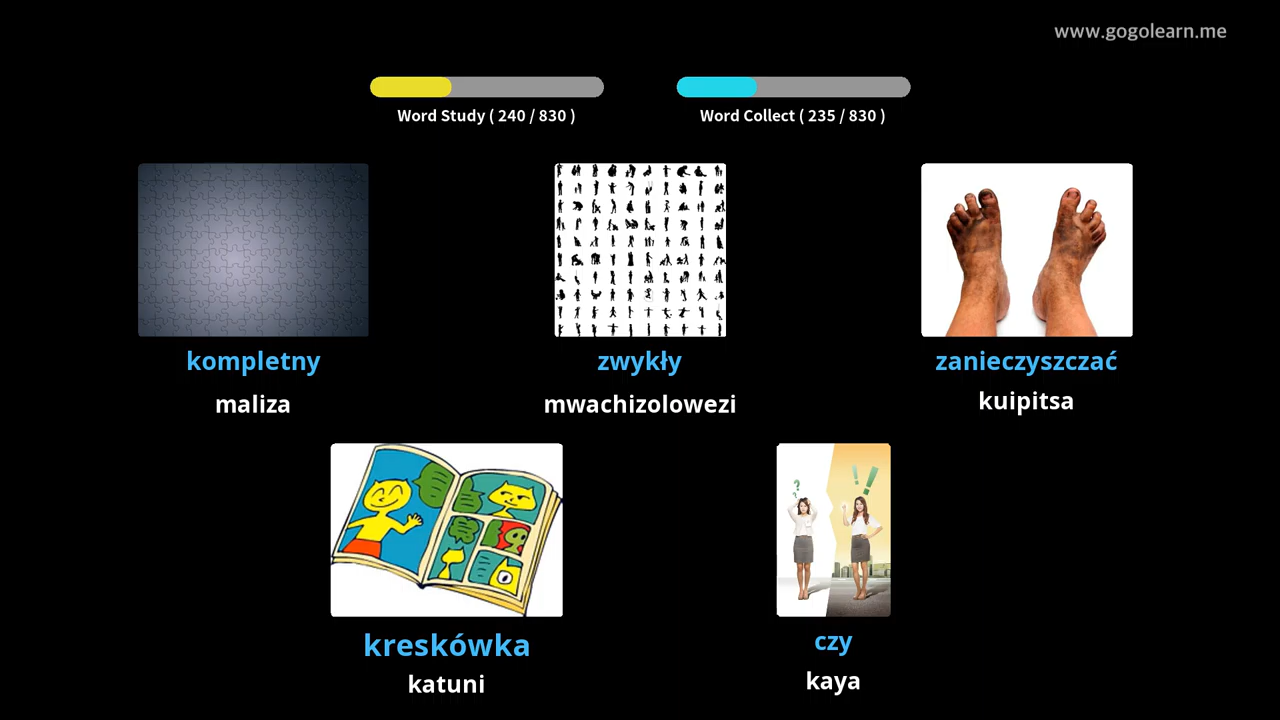 www.gogolearn.me
Word Study ( 240 / 830 )
Word Collect ( 235 / 830 )
kompletny
maliza
zwykły
mwachizolowezi
zanieczyszczać
kuipitsa
kreskówka
katuni
czy
kaya